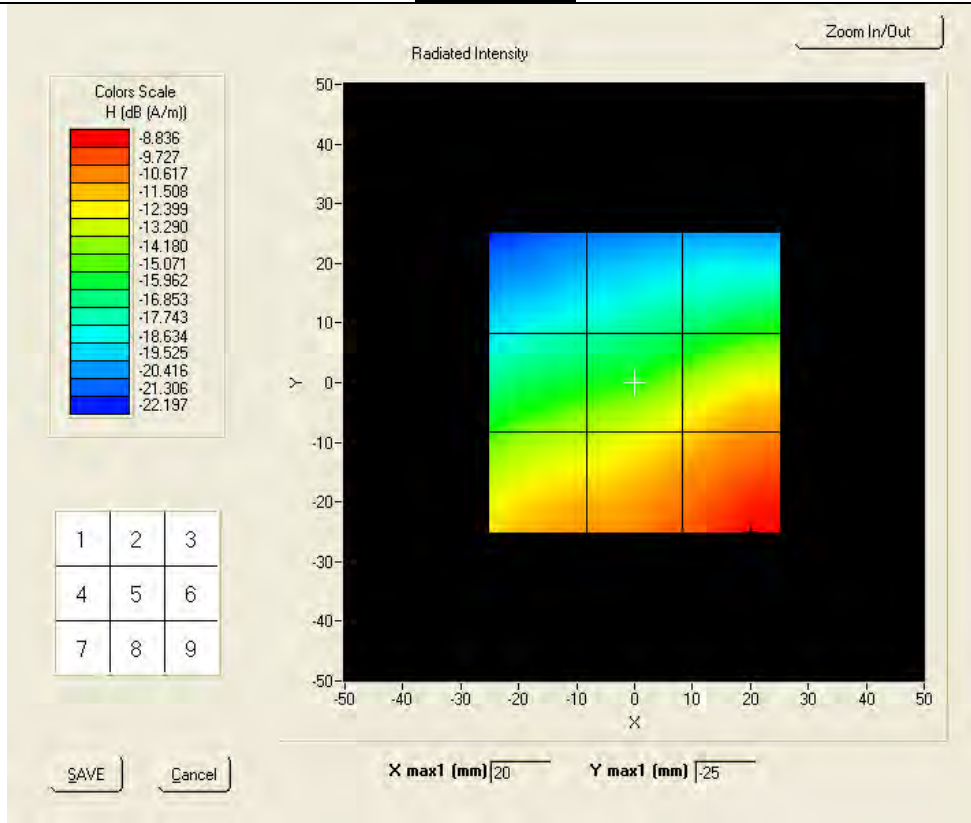 Zoom In/Out
Radiated Intensity
Colors Scale
H (dB (A/m))
-8.836
-9.727
-10.617
-11.508
-12.399
-13.290
-14.180
-15.071
-15.962
-16.853
-17.743
-18.634
-19.525
-20.416
-21.306
-22.197
50
40
30
20
10
0
-10
-20
-30
-40
-50
Y
-50 -40 -30 -20 -10 0 10 20 30 40 50
X
1 2 3
4 5 6
7 8 9
SAVE Cancel
X max1 (mm) 20 Y max1 (mm) -25